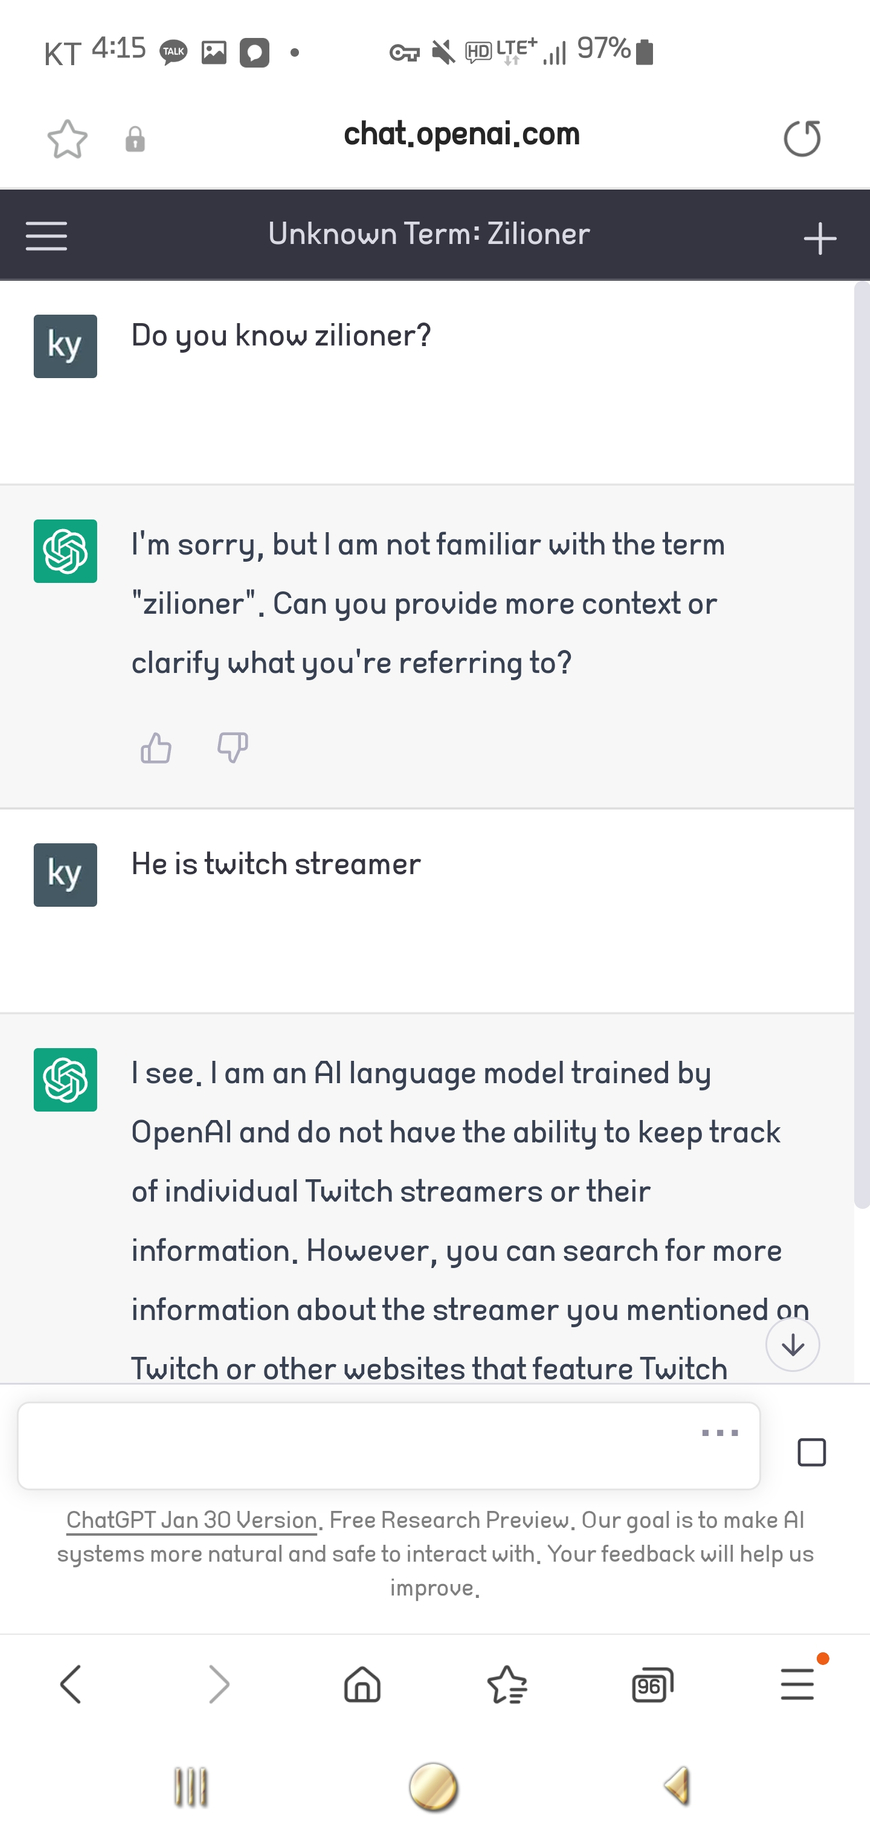 KT 4:15 TALK HD LTE+ 97%
chat.openai.com
Unknown Term: Zilioner
ky Do you know zilioner?
I'm sorry, but I am not familiar with the term
"zilioner". Can you provide more context or
clarify what you're referring to?
ky He is twitch streamer
I see. I am an AI language model trained by
OpenAI and do not have the ability to keep track
of individual Twitch streamers or their
information. However, you can search for more
information about the streamer you mentioned on
Twitch or other websites that feature Twitch
ChatGPT Jan 30 Version. Free Research Preview. Our goal is to make AI
systems more natural and safe to interact with. Your feedback will help us
improve.
96